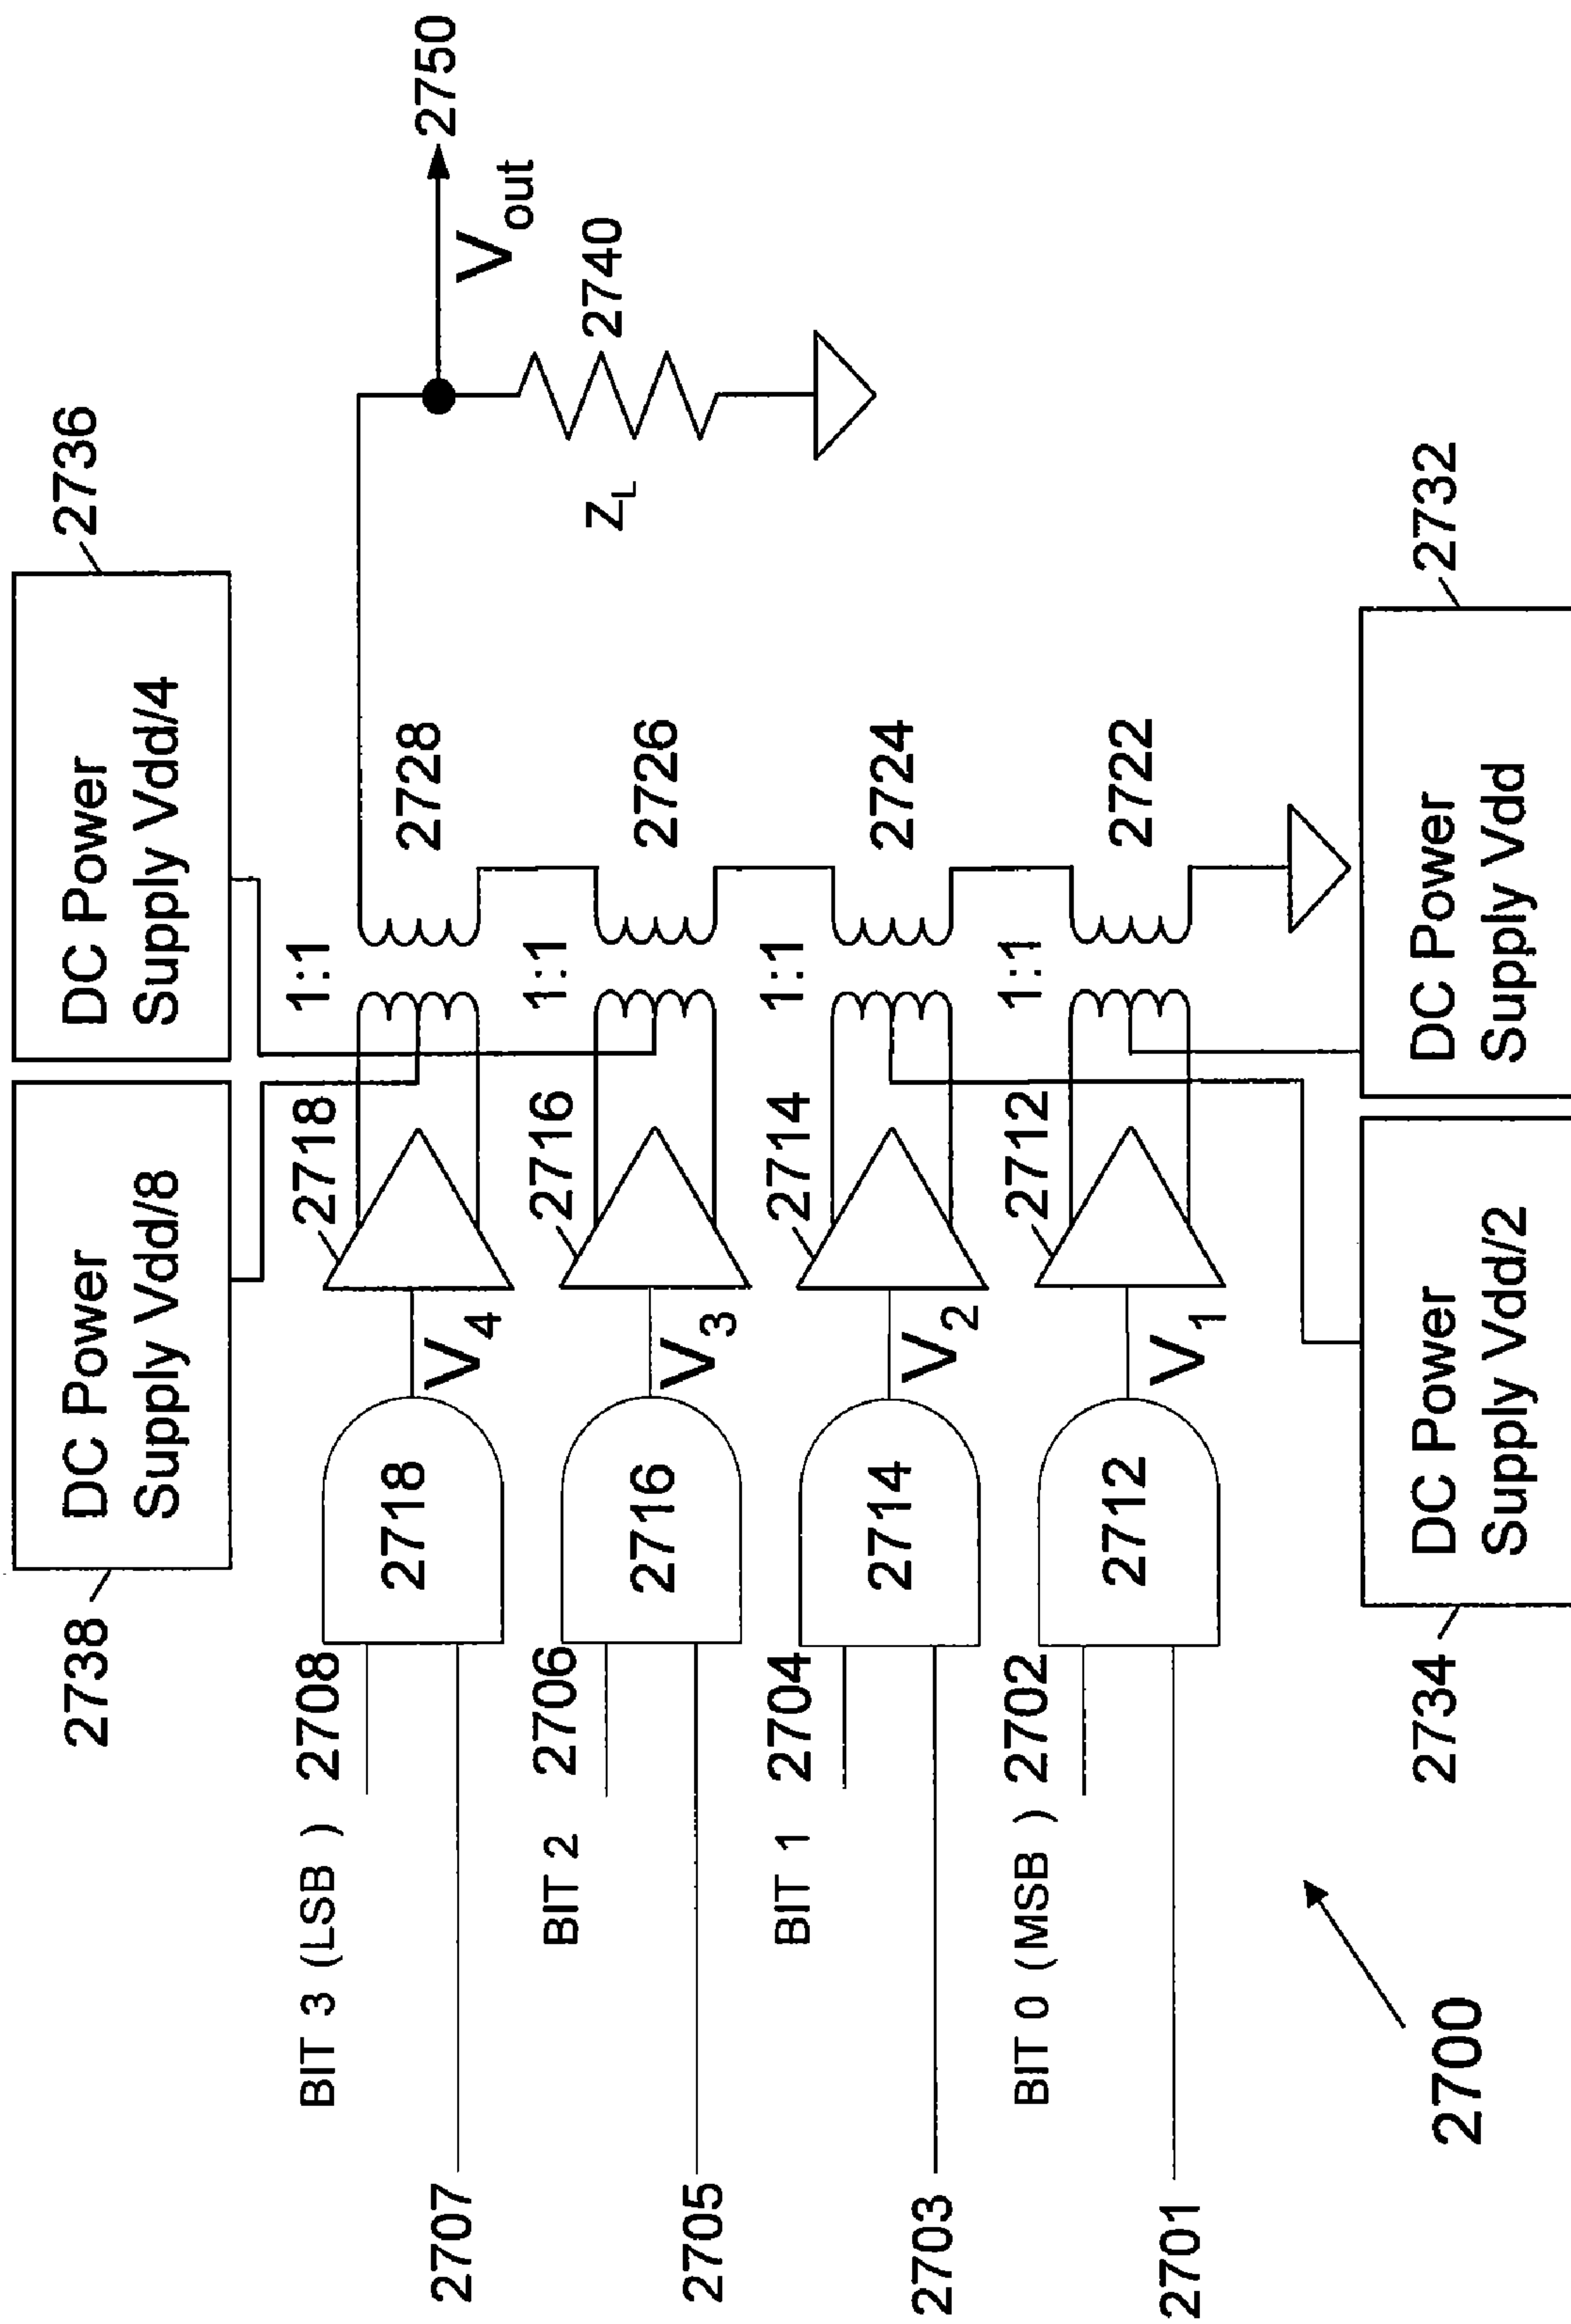 2736
DC Power
Supply Vdd/4
2738
DC Power
Supply Vdd/8
2750
Vout
2740
ZL
BIT 3 (LSB )
2708
2707
2718
V4
2718
1:1
2728
BIT 2
2706
2705
2716
V3
2716
1:1
2726
BIT 1
2704
2703
2714
V2
2714
1:1
2724
BIT 0 (MSB )
2702
2701
2712
V1
2712
1:1
2722
2734
DC Power
Supply Vdd/2
2732
DC Power
Supply Vdd
2700